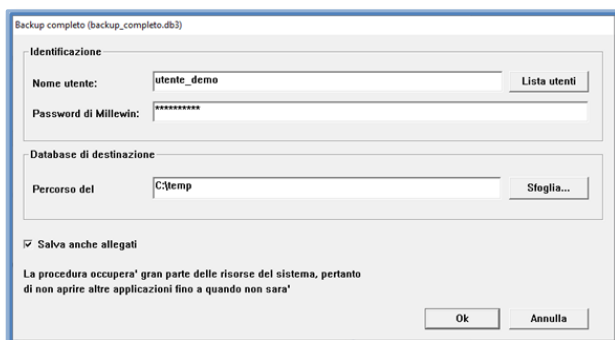 Backup completo (backup_completo.db3)
Identificazione
Nome utente: utente_demo Lista utenti
Password di Millewin: **********
Database di destinazione
Percorso del C:\temp Sfoglia...
Salva anche allegati
La procedura occupera' gran parte delle risorse del sistema, pertanto
di non aprire altre applicazioni fino a quando non sara'
Ok Annulla